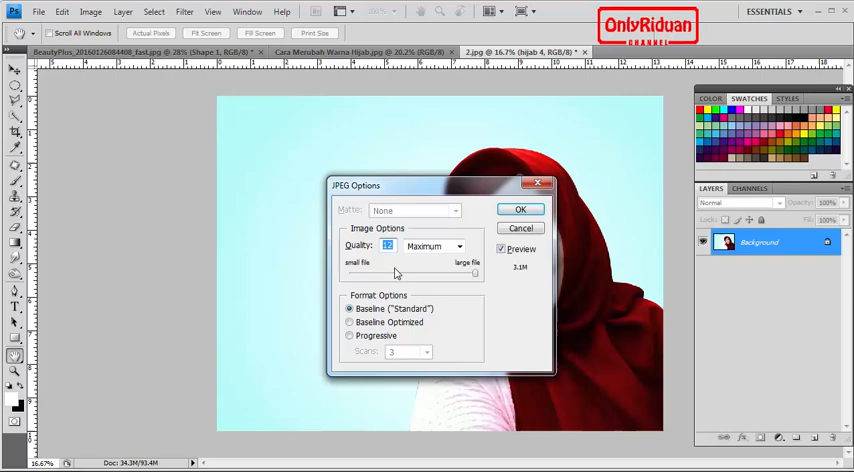 Ps File Edit Image Layer Select Filter View Window Help Br 100% ESSENTIALS
OnlyRiduan
CHANNEL
Scroll All Windows Actual Pixels Fit Screen Fill Screen Print Size
BeautyPlus_20160126084408_fast.jpg @ 28% (Shape 1, RGB/8) * × Cara Merubah Warna Hijab.jpg @ 20.2% (RGB/8) × 2.jpg @ 16.7% (hijab 4, RGB/8) * ×
COLOR SWATCHES STYLES
LAYERS CHANNELS
Normal Opacity: 100%
Lock: Fill: 100%
Background
JPEG Options
Matte: None
OK
Image Options
Cancel
Quality: 12 Maximum
Preview
small file large file
3.1M
Format Options
Baseline ("Standard")
Baseline Optimized
Progressive
Scans: 3
16.67% Doc: 34.3M/93.4M